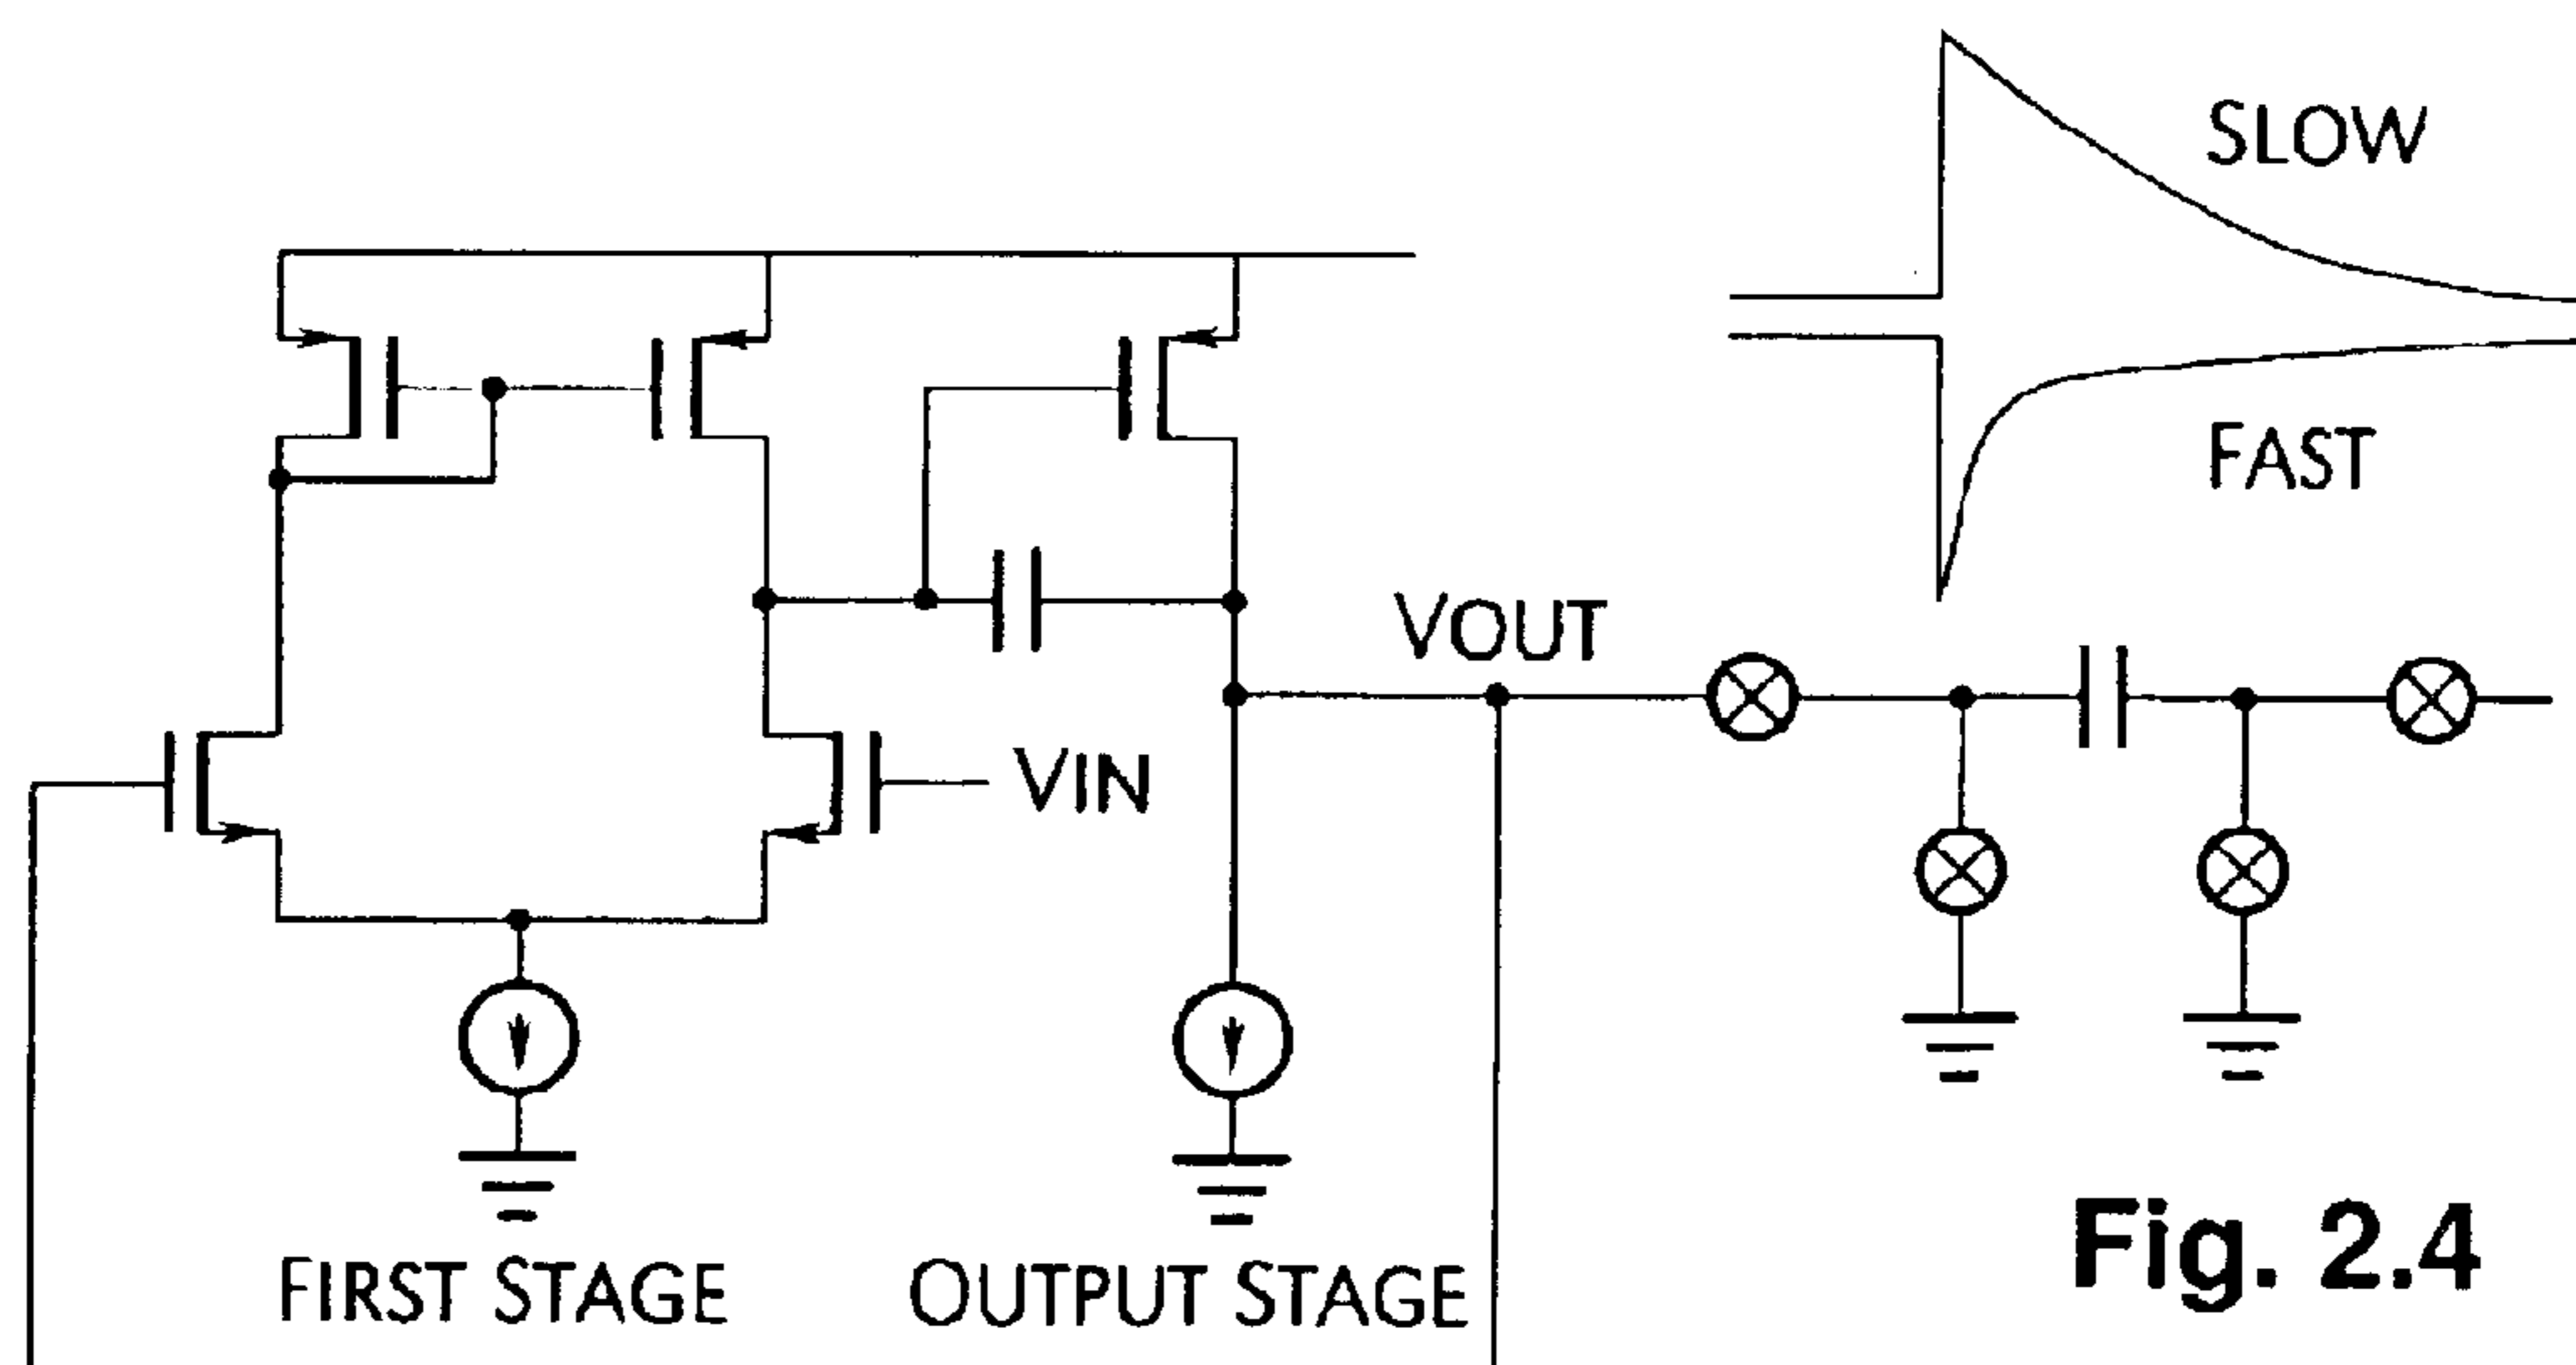 SLOW
FAST
VOUT
VIN
FIRST STAGE
OUTPUT STAGE
Fig. 2.4